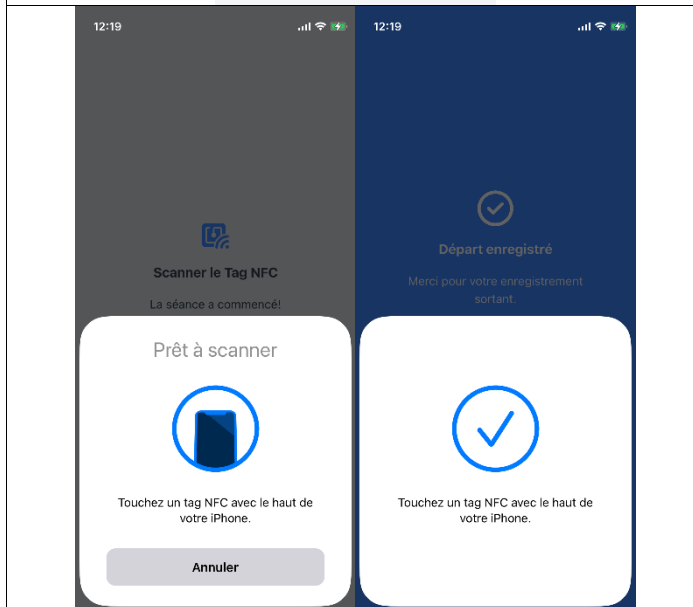 12:19
Scanner le Tag NFC
La séance a commencé!
Prêt à scanner
Touchez un tag NFC avec le haut de
votre iPhone.
Annuler
12:19
Départ enregistré
Merci pour votre enregistrement
sortant.
Touchez un tag NFC avec le haut de
votre iPhone.